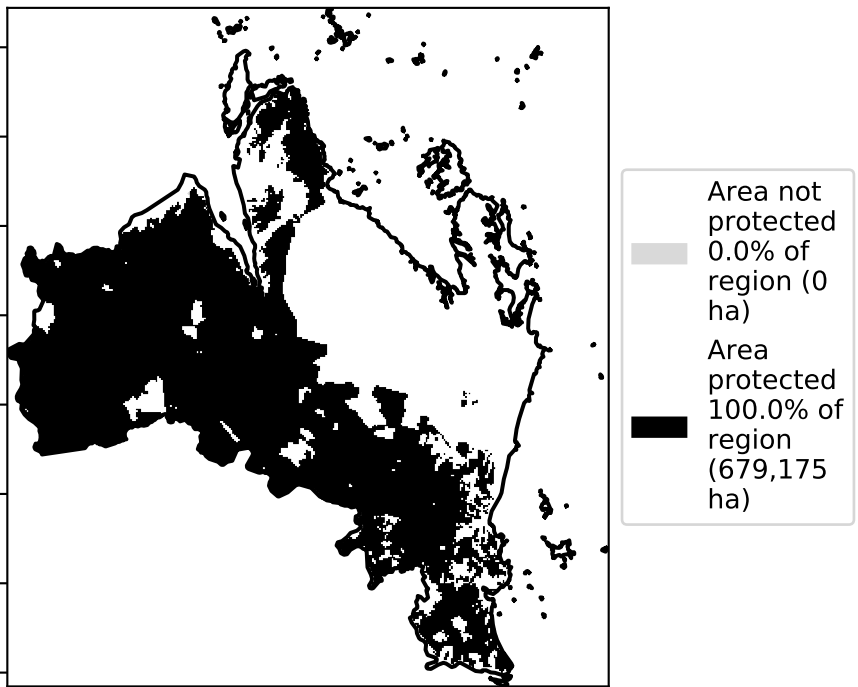 Area not
protected
0.0% of
region (0
ha)
Area
protected
100.0% of
region
(679,175
ha)